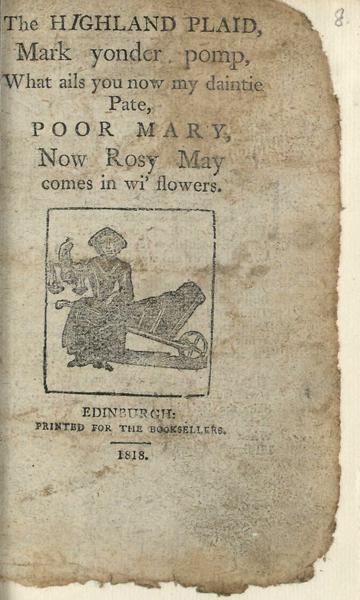 8.
The HIGHLAND PLAID,
Mark yonder pomp,
What ails you now my daintie
Pate,
POOR MARY,
Now Rosy May
comes in wi' flowers.
EDINBURGH:
PRINTED FOR THE BOOKSELLERS.
1818.